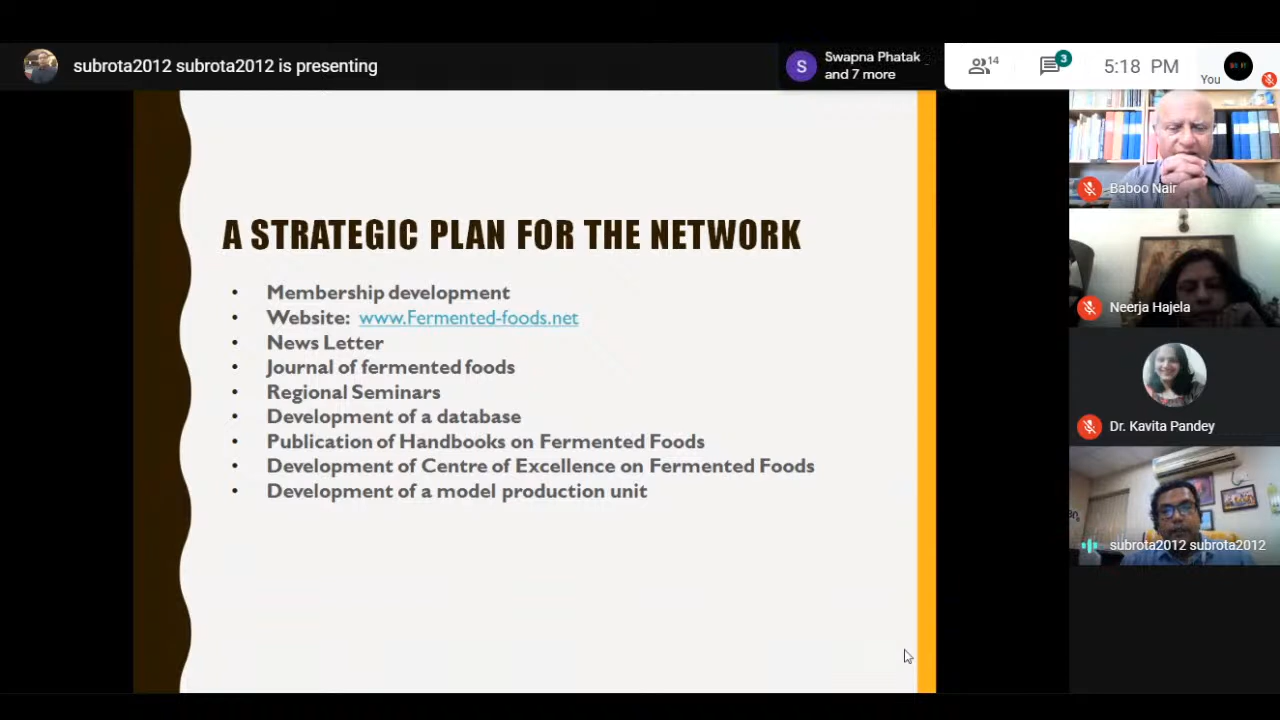 subrota2012 subrota2012 is presenting
S
Swapna Phatak
and 7 more
14
3
5:18 PM
You
A STRATEGIC PLAN FOR THE NETWORK
• Membership development
• Website: www.Fermented-foods.net
• News Letter
• Journal of fermented foods
• Regional Seminars
• Development of a database
• Publication of Handbooks on Fermented Foods
• Development of Centre of Excellence on Fermented Foods
• Development of a model production unit
Baboo Nair
Neerja Hajela
Dr. Kavita Pandey
subrota2012 subrota2012